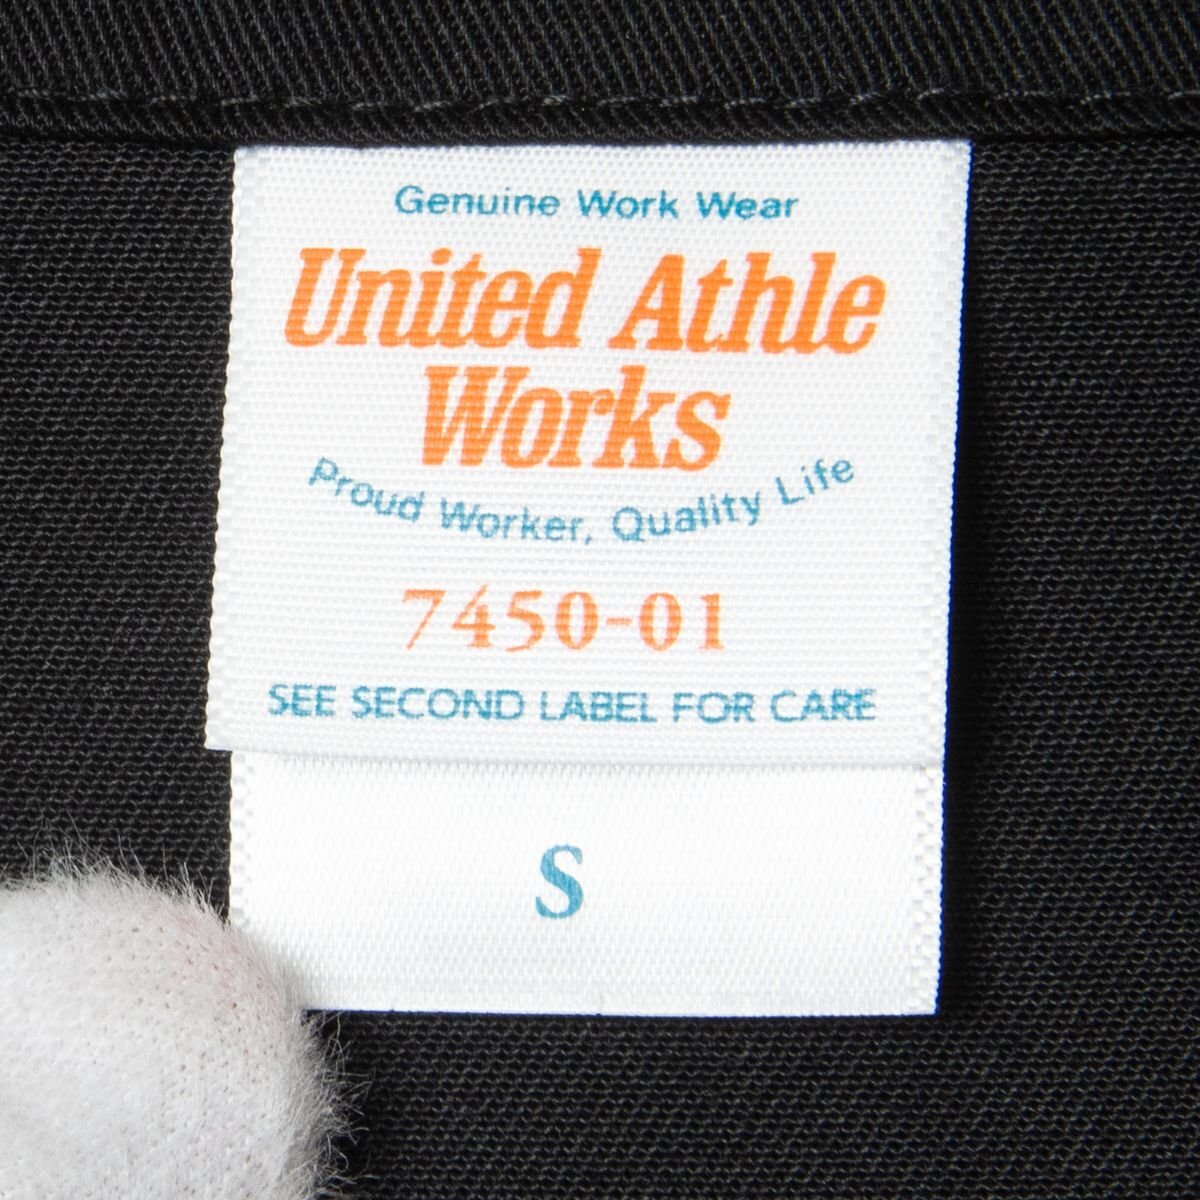 Genuine Work Wear
United Athle
Works
Proud Worker, Quality Life
7450-01
SEE SECOND LABEL FOR CARE
S